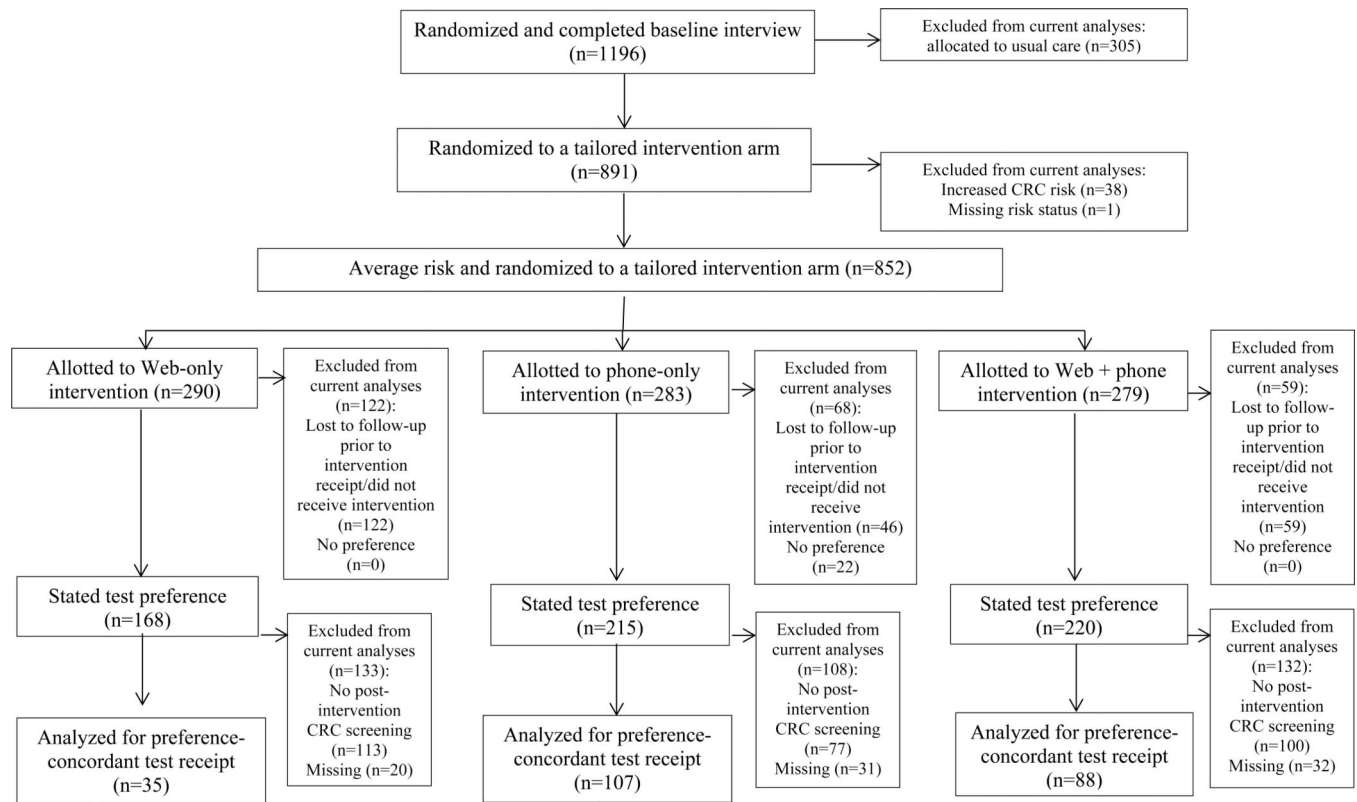 Randomized and completed baseline interview
(n=1196)
Excluded from current analyses:
allocated to usual care (n=305)
Randomized to a tailored intervention arm
(n=891)
Excluded from current analyses:
Increased CRC risk (n=38)
Missing risk status (n=1)
Average risk and randomized to a tailored intervention arm (n=852)
Allotted to Web-only
intervention (n=290)
Excluded from
current analyses
(n=122):
Lost to follow-up
prior to
intervention
receipt/did not
receive intervention
(n=122)
No preference
(n=0)
Allotted to phone-only
intervention (n=283)
Excluded from
current analyses
(n=68):
Lost to follow-up
prior to
intervention
receipt/did not
receive
intervention (n=46)
No preference
(n=22)
Allotted to Web + phone
intervention (n=279)
Excluded from
current analyses
(n=59):
Lost to follow-
up prior to
intervention
receipt/did not
receive
intervention
(n=59)
No preference
(n=0)
Stated test preference
(n=168)
Excluded from
current analyses
(n=133):
No post-
intervention
CRC screening
(n=113)
Missing (n=20)
Stated test preference
(n=215)
Excluded from
current analyses
(n=108):
No post-
intervention
CRC screening
(n=77)
Missing (n=31)
Stated test preference
(n=220)
Excluded from
current analyses
(n=132):
No post-
intervention
CRC screening
(n=100)
Missing (n=32)
Analyzed for preference-
concordant test receipt
(n=35)
Analyzed for preference-
concordant test receipt
(n=107)
Analyzed for preference-
concordant test receipt
(n=88)